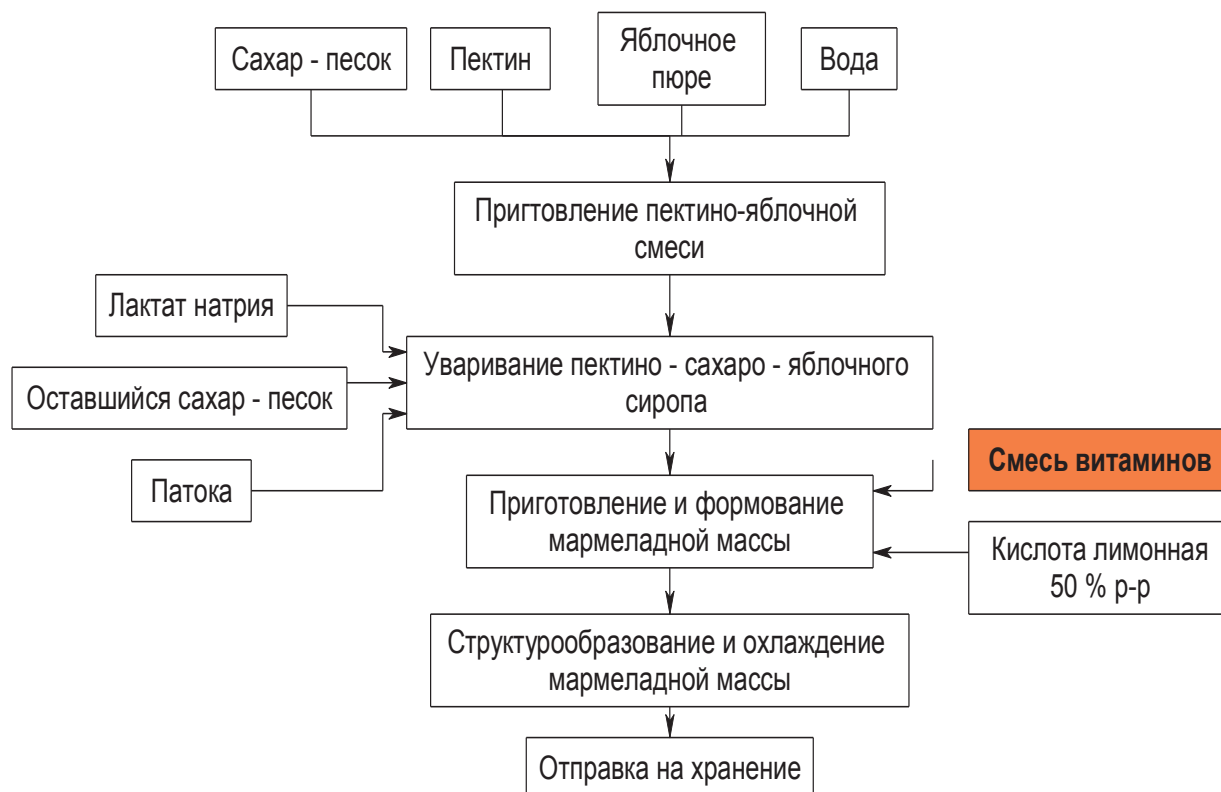 Сахар - песок
Пектин
Яблочное
пюре
Вода
Пригтовление пектино-яблочной
смеси
Лактат натрия
Оставшийся сахар - песок
Патока
Уваривание пектино - сахаро - яблочного
сиропа
Смесь витаминов
Приготовление и формование
мармеладной массы
Кислота лимонная
50 % р-р
Структурообразование и охлаждение
мармеладной массы
Отправка на хранение